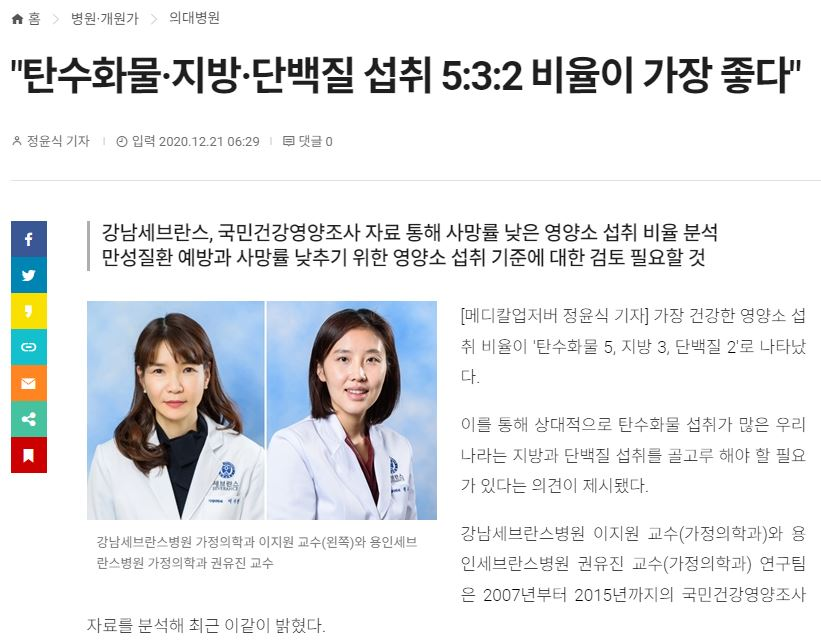 홈 > 병원·개원가 > 의대병원
"탄수화물·지방·단백질 섭취 5:3:2 비율이 가장 좋다"
정윤식 기자 | 입력 2020.12.21 06:29 | 댓글 0
강남세브란스, 국민건강영양조사 자료 통해 사망률 낮은 영양소 섭취 비율 분석
만성질환 예방과 사망률 낮추기 위한 영양소 섭취 기준에 대한 검토 필요할 것
세브란스
SEVERANCE
강남세브란스병원 가정의학과 이지원 교수(왼쪽)와 용인세브
란스병원 가정의학과 권유진 교수
[메디칼업저버 정윤식 기자] 가장 건강한 영양소 섭
취 비율이 '탄수화물 5, 지방 3, 단백질 2'로 나타났
다.
이를 통해 상대적으로 탄수화물 섭취가 많은 우리
나라는 지방과 단백질 섭취를 골고루 해야 할 필요
가 있다는 의견이 제시됐다.
강남세브란스병원 이지원 교수(가정의학과)와 용
인세브란스병원 권유진 교수(가정의학과) 연구팀
은 2007년부터 2015년까지의 국민건강영양조사
자료를 분석해 최근 이같이 밝혔다.